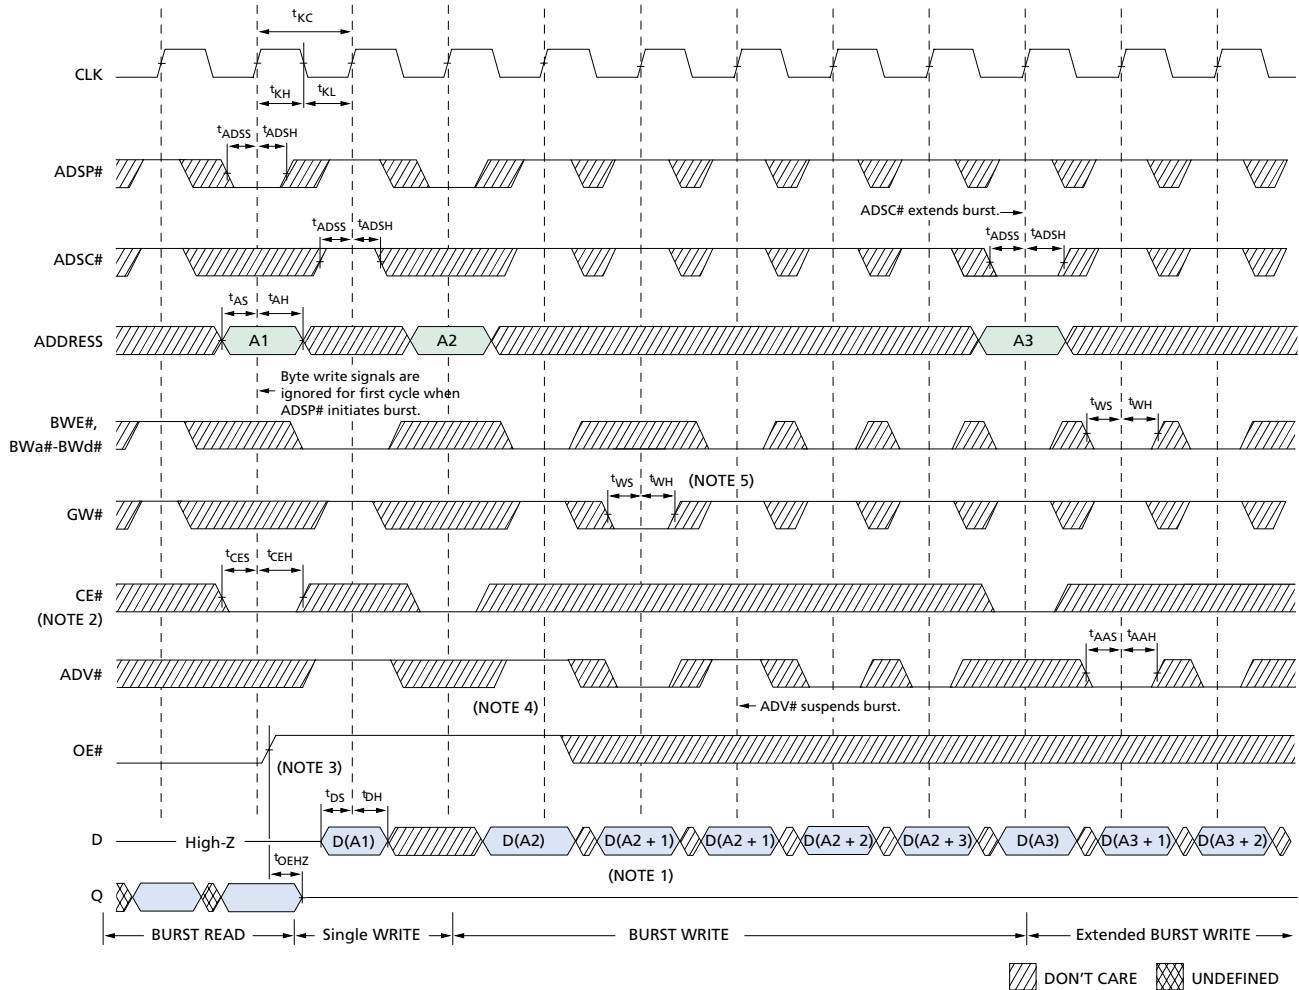 tKC
CLK
tKH
tKL
tADSS
tADSH
ADSP#
ADSC# extends burst.
tADSS
tADSH
tADSS
tADSH
ADSC#
tAS
tAH
ADDRESS
A1
A2
A3
Byte write signals are
ignored for first cycle when
ADSP# initiates burst.
BWE#,
BWa#-BWd#
tWS
tWH
tWS
tWH
(NOTE 5)
GW#
tCES
tCEH
CE#
(NOTE 2)
tAAS
tAAH
ADV#
(NOTE 4)
ADV# suspends burst.
OE#
(NOTE 3)
tDS
tDH
D
High-Z
D(A1)
D(A2)
D(A2 + 1)
D(A2 + 1)
D(A2 + 2)
D(A2 + 3)
D(A3)
D(A3 + 1)
D(A3 + 2)
tOEHZ
(NOTE 1)
Q
BURST READ
Single WRITE
BURST WRITE
Extended BURST WRITE
DON'T CARE
UNDEFINED